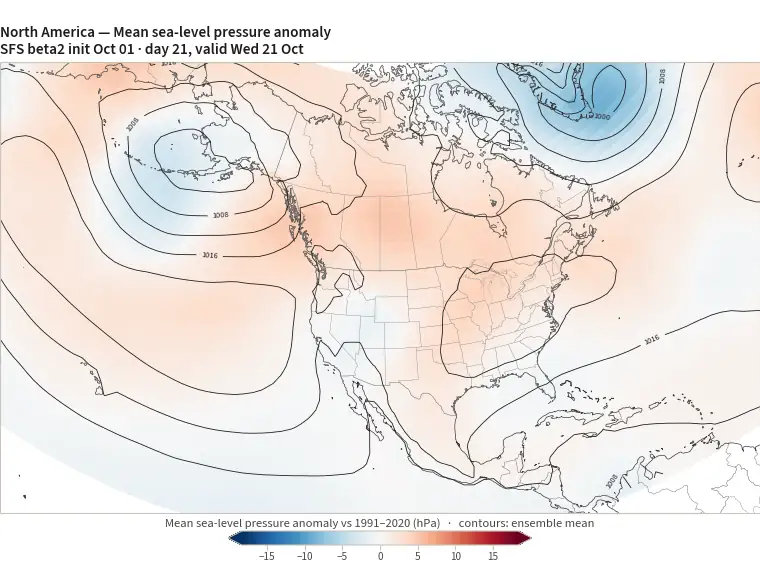 North America — Mean sea-level pressure anomaly
SFS beta2 init Oct 01 · day 21, valid Wed 21 Oct
1016
1016
1008
1008
1000
1008
1016
1016
1008
Mean sea-level pressure anomaly vs 1991–2020 (hPa) · contours: ensemble mean
−15 −10 −5 0 5 10 15